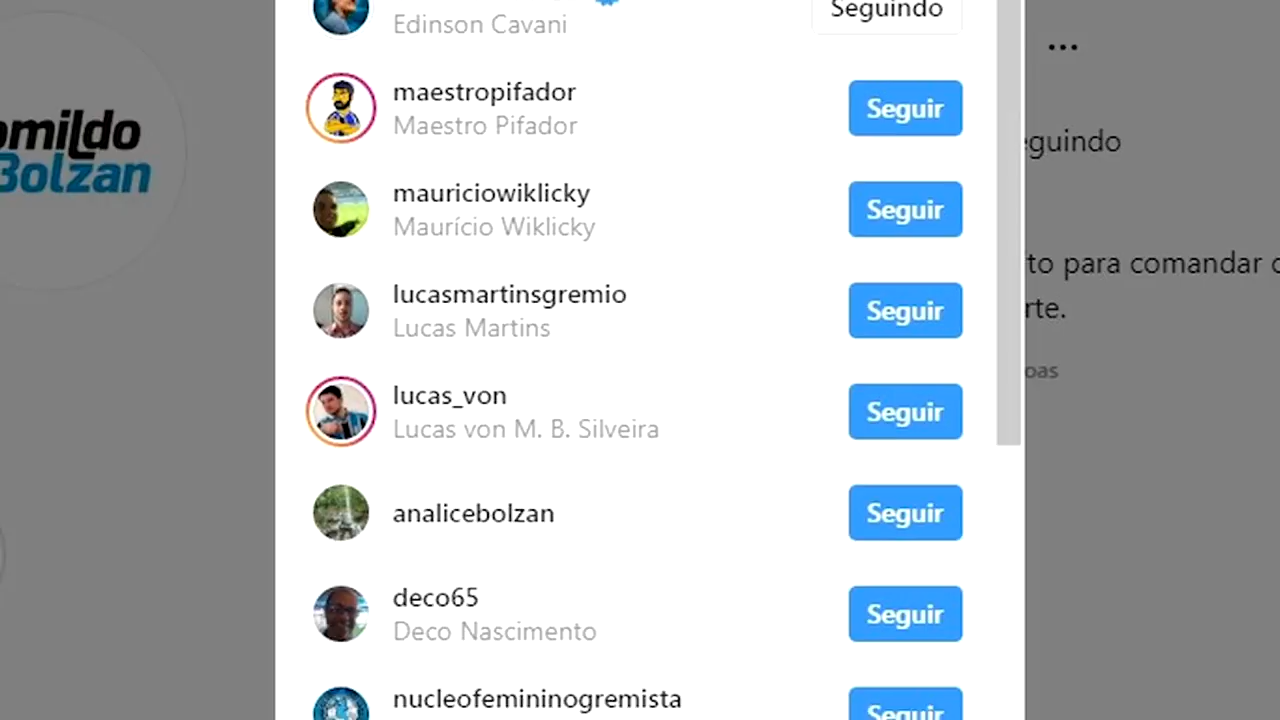 Edinson Cavani
Seguindo
maestropifador
Maestro Pifador
Seguir
mauriciowiklicky
Maurício Wiklicky
Seguir
lucasmartinsgremio
Lucas Martins
Seguir
lucas_von
Lucas von M. B. Silveira
Seguir
analicebolzan
Seguir
deco65
Deco Nascimento
Seguir
nucleofemininogremista
Seguir
omildo
Bolzan
eguindo
to para comandar
rte.
oas